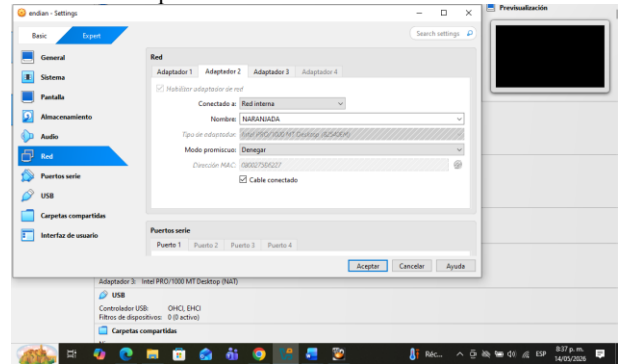 endian - Settings
Previsualización
Basic Expert
Search settings
General
Sistema
Pantalla
Almacenamiento
Audio
Red
Puertos serie
USB
Carpetas compartidas
Interfaz de usuario
Red
Adaptador 1 Adaptador 2 Adaptador 3 Adaptador 4
Habilitar adaptador de red
Conectado a: Red interna
Nombre: NARANJADA
Tipo de adaptador: Intel PRO/1000 MT Desktop (82540EM)
Modo promiscuo: Denegar
Dirección MAC: 080027508227
Cable conectado
Puertos serie
Puerto 1 Puerto 2 Puerto 3 Puerto 4
Aceptar Cancelar Ayuda
Adaptador 3: Intel PRO/1000 MT Desktop (NAT)
USB
Controlador USB: OHCI, EHCI
Filtros de dispositivos: 0 (0 activo)
Carpetas compartidas
Réc...
ESP
8:37 p. m.
14/05/2026